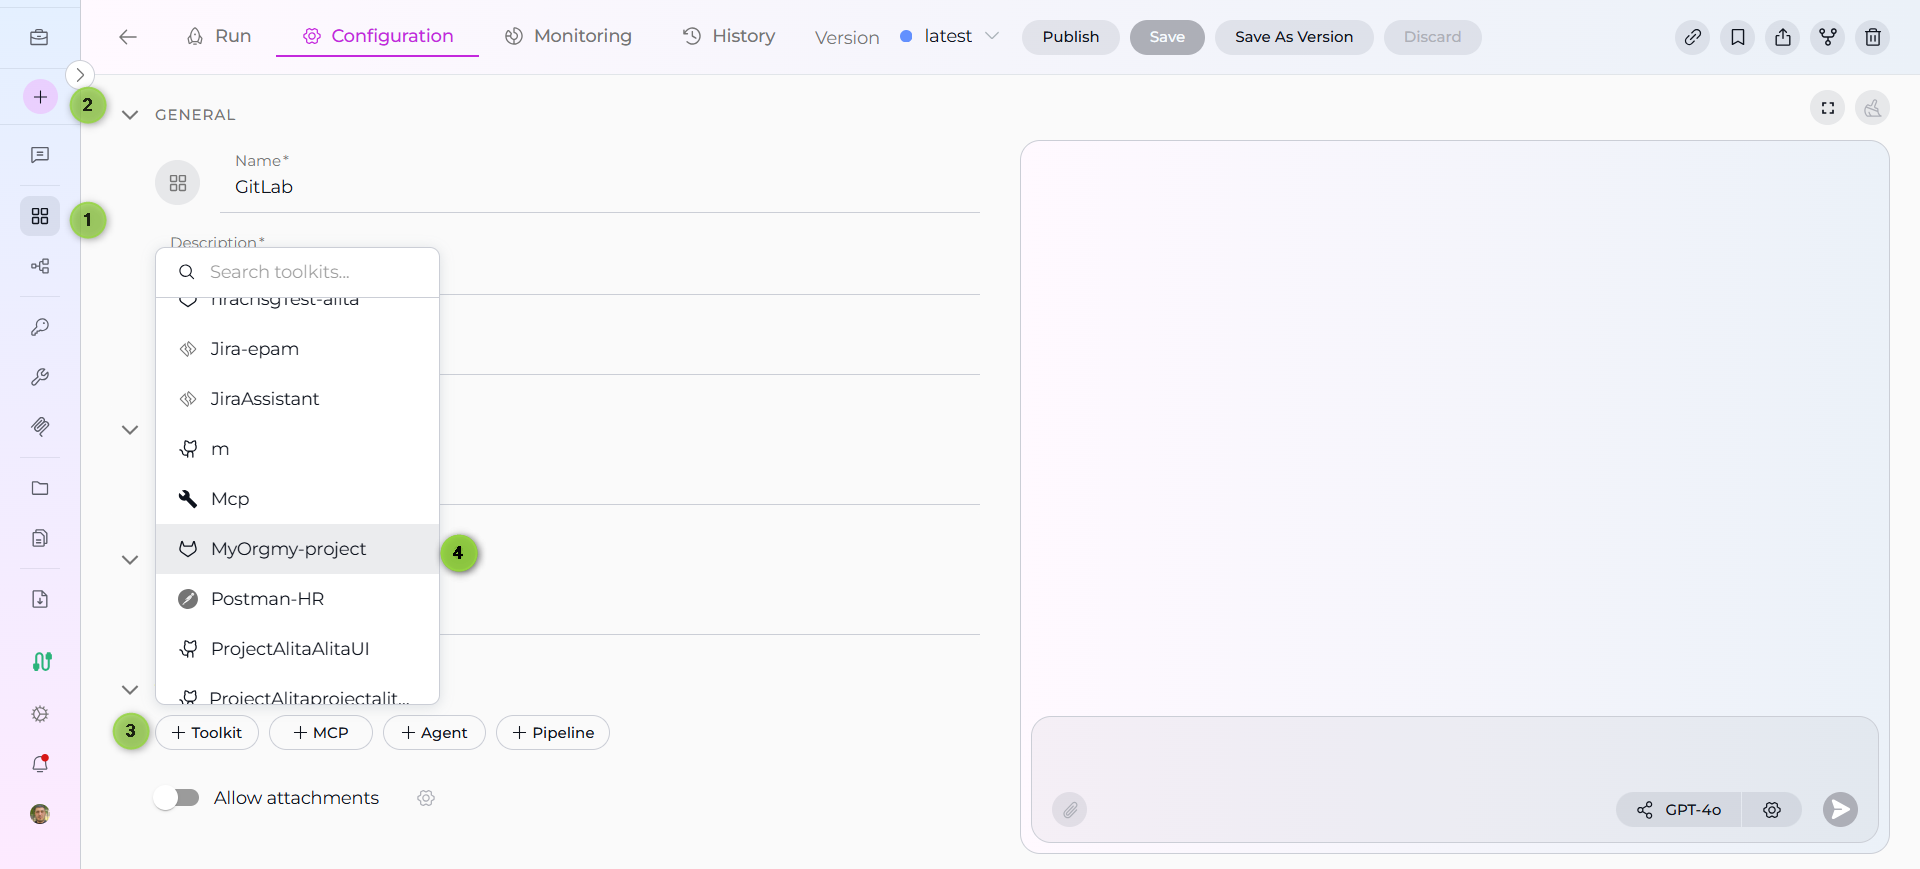 Run
Configuration
Monitoring
History
Version
latest
Publish
Save
Save As Version
Discard
2
GENERAL
Name*
GitLab
1
Description*
Search toolkits...
hrachsgTest-alita
Jira-epam
JiraAssistant
m
Mcp
MyOrgmy-project
4
Postman-HR
ProjectAlitaAlitaUI
ProjectAlitaprojectalit...
3
Toolkit
MCP
Agent
Pipeline
Allow attachments
GPT-4o